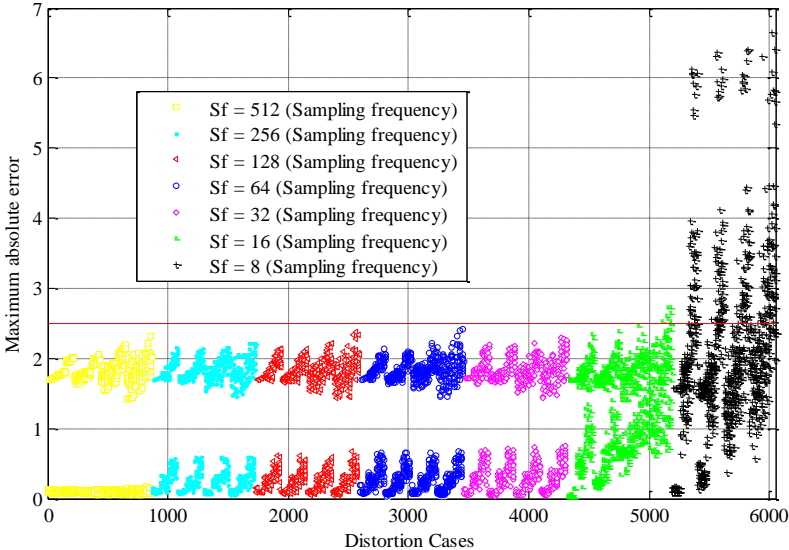 7
6
5
4
3
2
1
0
Maximum absolute error
Sf = 512 (Sampling frequency)
Sf = 256 (Sampling frequency)
Sf = 128 (Sampling frequency)
Sf = 64 (Sampling frequency)
Sf = 32 (Sampling frequency)
Sf = 16 (Sampling frequency)
Sf = 8 (Sampling frequency)
0 1000 2000 3000 4000 5000 6000
Distortion Cases